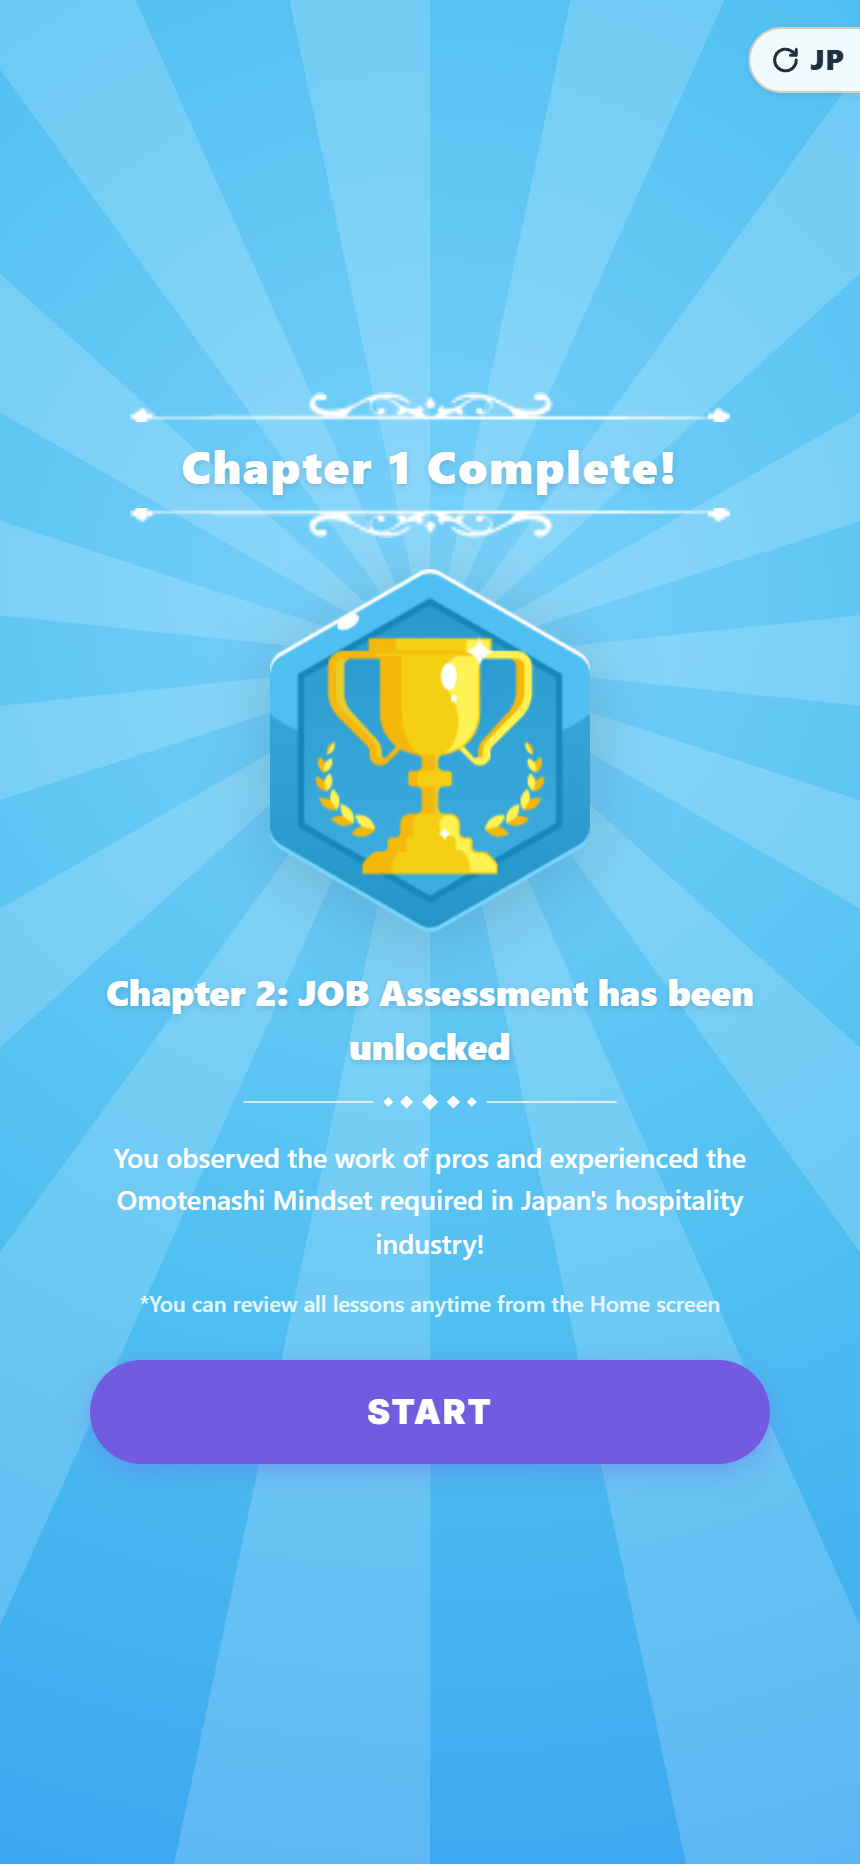 JP
Chapter 1 Complete!
Chapter 2: JOB Assessment has been
unlocked
You observed the work of pros and experienced the
Omotenashi Mindset required in Japan's hospitality
industry!
*You can review all lessons anytime from the Home screen
START